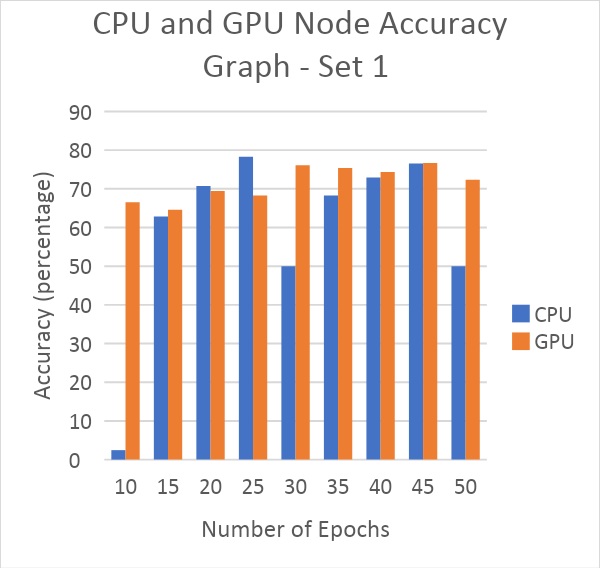 CPU and GPU Node Accuracy
Graph - Set 1
90
80
70
60
50
40
30
20
10
0
Accuracy (percentage)
10 15 20 25 30 35 40 45 50
Number of Epochs
CPU
GPU